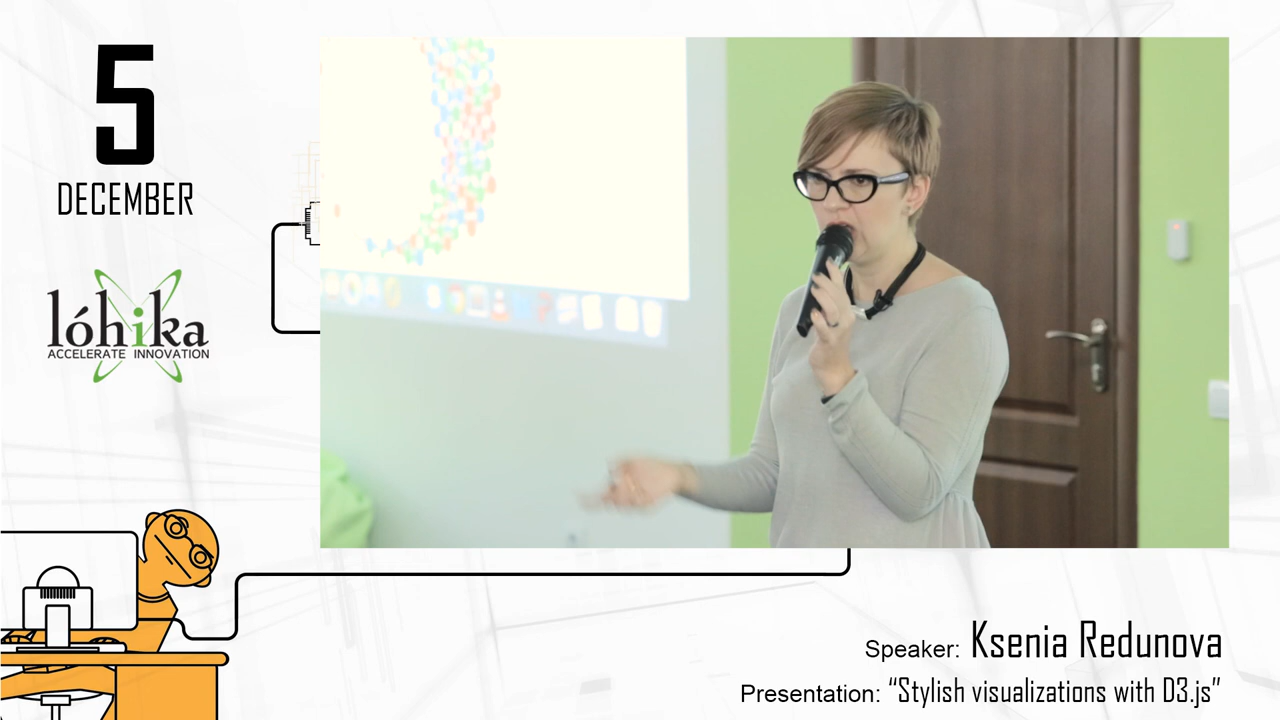 5
DECEMBER
lóhika
ACCELERATE INNOVATION
Speaker: Ksenia Redunova
Presentation: “Stylish visualizations with D3.js”